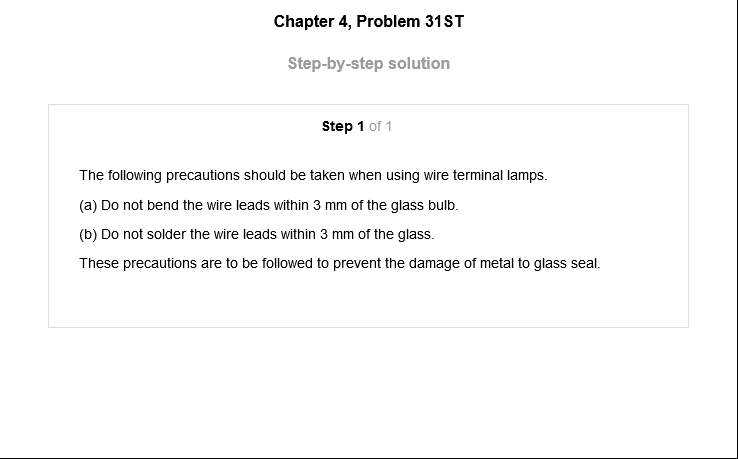 Chapter 4, Problem 31ST
Step-by-step solution
Step 1 of 1
The following precautions should be taken when using wire terminal lamps.
(a) Do not bend the wire leads within 3 mm of the glass bulb.
(b) Do not solder the wire leads within 3 mm of the glass.
These precautions are to be followed to prevent the damage of metal to glass seal.